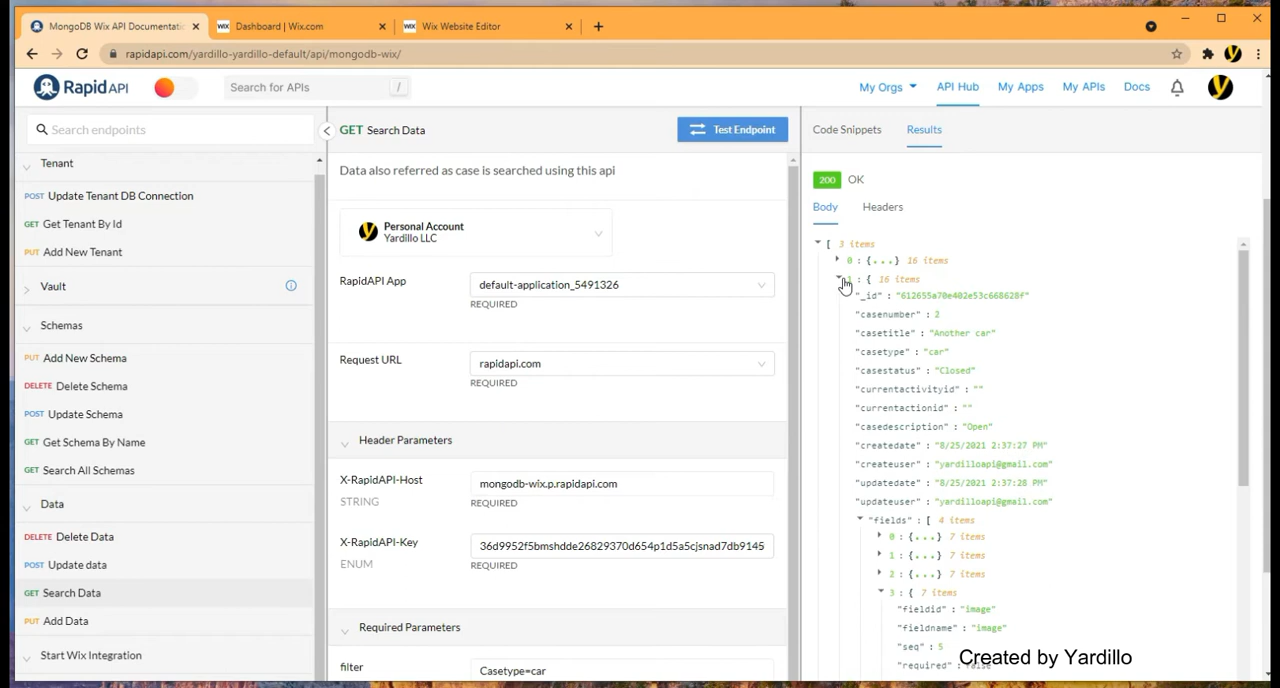 MongoDB Wix API Documentatio
WIX Dashboard | Wix.com
WIX Wix Website Editor
rapidapi.com/yardillo-yardillo-default/api/mongodb-wix/
Rapid API
Search for APIs /
My Orgs API Hub My Apps My APIs Docs
Search endpoints
Tenant
POST Update Tenant DB Connection
GET Get Tenant By Id
PUT Add New Tenant
Vault
Schemas
PUT Add New Schema
DELETE Delete Schema
POST Update Schema
GET Get Schema By Name
GET Search All Schemas
Data
DELETE Delete Data
POST Update data
GET Search Data
PUT Add Data
Start Wix Integration
GET Search Data
Test Endpoint
Data also referred as case is searched using this api
Personal Account
Yardillo LLC
RapidAPI App
default-application_5491326
REQUIRED
Request URL
rapidapi.com
REQUIRED
Header Parameters
X-RapidAPI-Host
STRING
mongodb-wix.p.rapidapi.com
REQUIRED
X-RapidAPI-Key
ENUM
36d9952f5bmshdde26829370d654p1d5a5cjsnad7db9145
REQUIRED
Required Parameters
filter
Casetype=car
Code Snippets Results
200 OK
Body Headers
[ 3 items
0 : {...} 16 items
1 : { 16 items
"_id" : "612655a70e402e53c668628f"
"casenumber" : 2
"casetitle" : "Another car"
"casetype" : "car"
"casestatus" : "Closed"
"currentactivityid" : ""
"currentactionid" : ""
"casedescription" : "Open"
"createdate" : "8/25/2021 2:37:27 PM"
"createuser" : "yardilloapi@gmail.com"
"updatedate" : "8/25/2021 2:37:28 PM"
"updateuser" : "yardilloapi@gmail.com"
"fields" : [ 4 items
0 : {...} 7 items
1 : {...} 7 items
2 : {...} 7 items
3 : { 7 items
"fieldid" : "image"
"fieldname" : "image"
"seq" : 5
"required" : false
Created by Yardillo